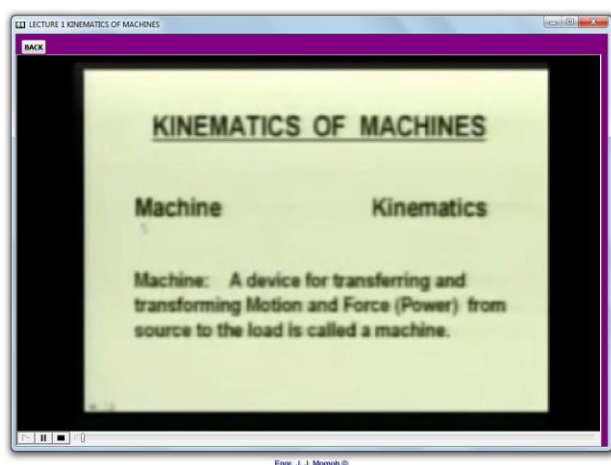 LECTURE 1 KINEMATICS OF MACHINES
BACK
KINEMATICS OF MACHINES
Machine Kinematics
Machine: A device for transferring and
transforming Motion and Force (Power) from
source to the load is called a machine.
Engr. J. J. Momoh ©